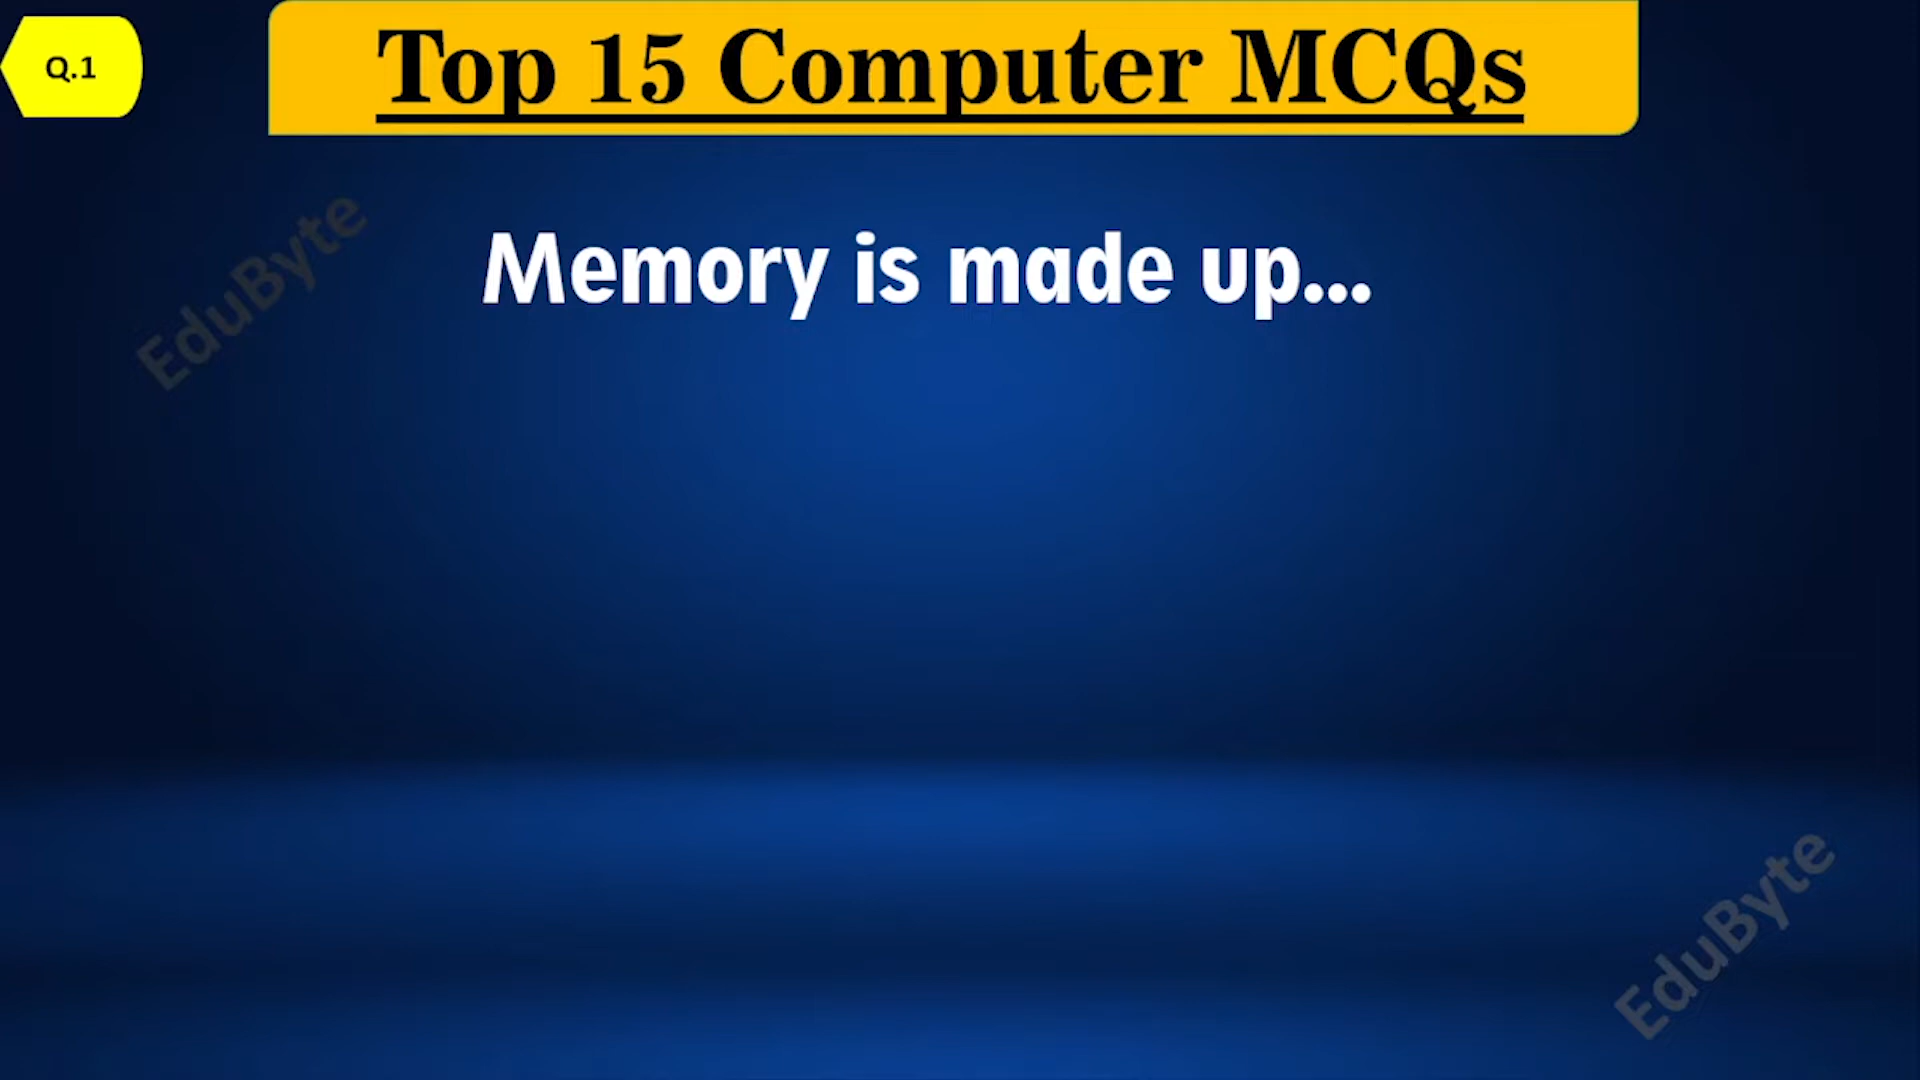 Q.1
Top 15 Computer MCQs
Memory is made up...
EduByte
EduByte